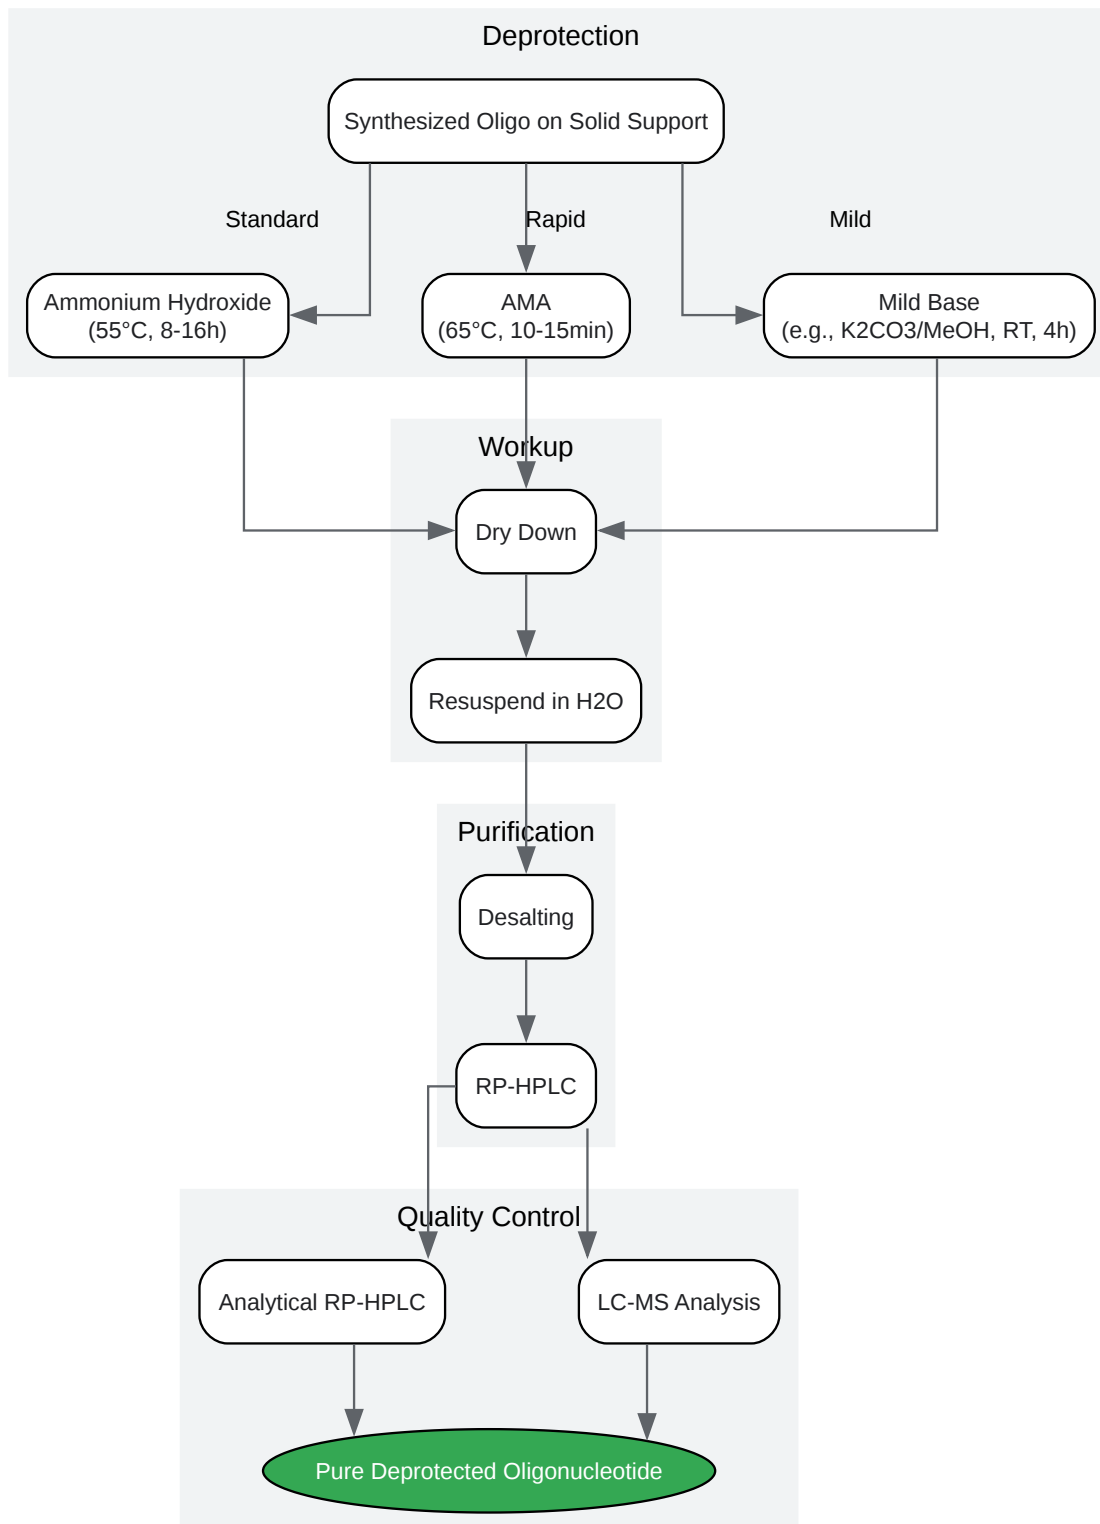 Deprotection
Synthesized Oligo on Solid Support
Standard
Rapid
Mild
Ammonium Hydroxide
(55°C, 8-16h)
AMA
(65°C, 10-15min)
Mild Base
(e.g., K2CO3/MeOH, RT, 4h)
Workup
Dry Down
Resuspend in H2O
Purification
Desalting
RP-HPLC
Quality Control
Analytical RP-HPLC
LC-MS Analysis
Pure Deprotected Oligonucleotide